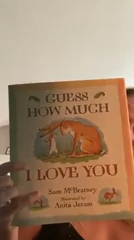 GUESS
HOW MUCH
I LOVE YOU
Sam McBratney
Illustrated by
Anita Jeram